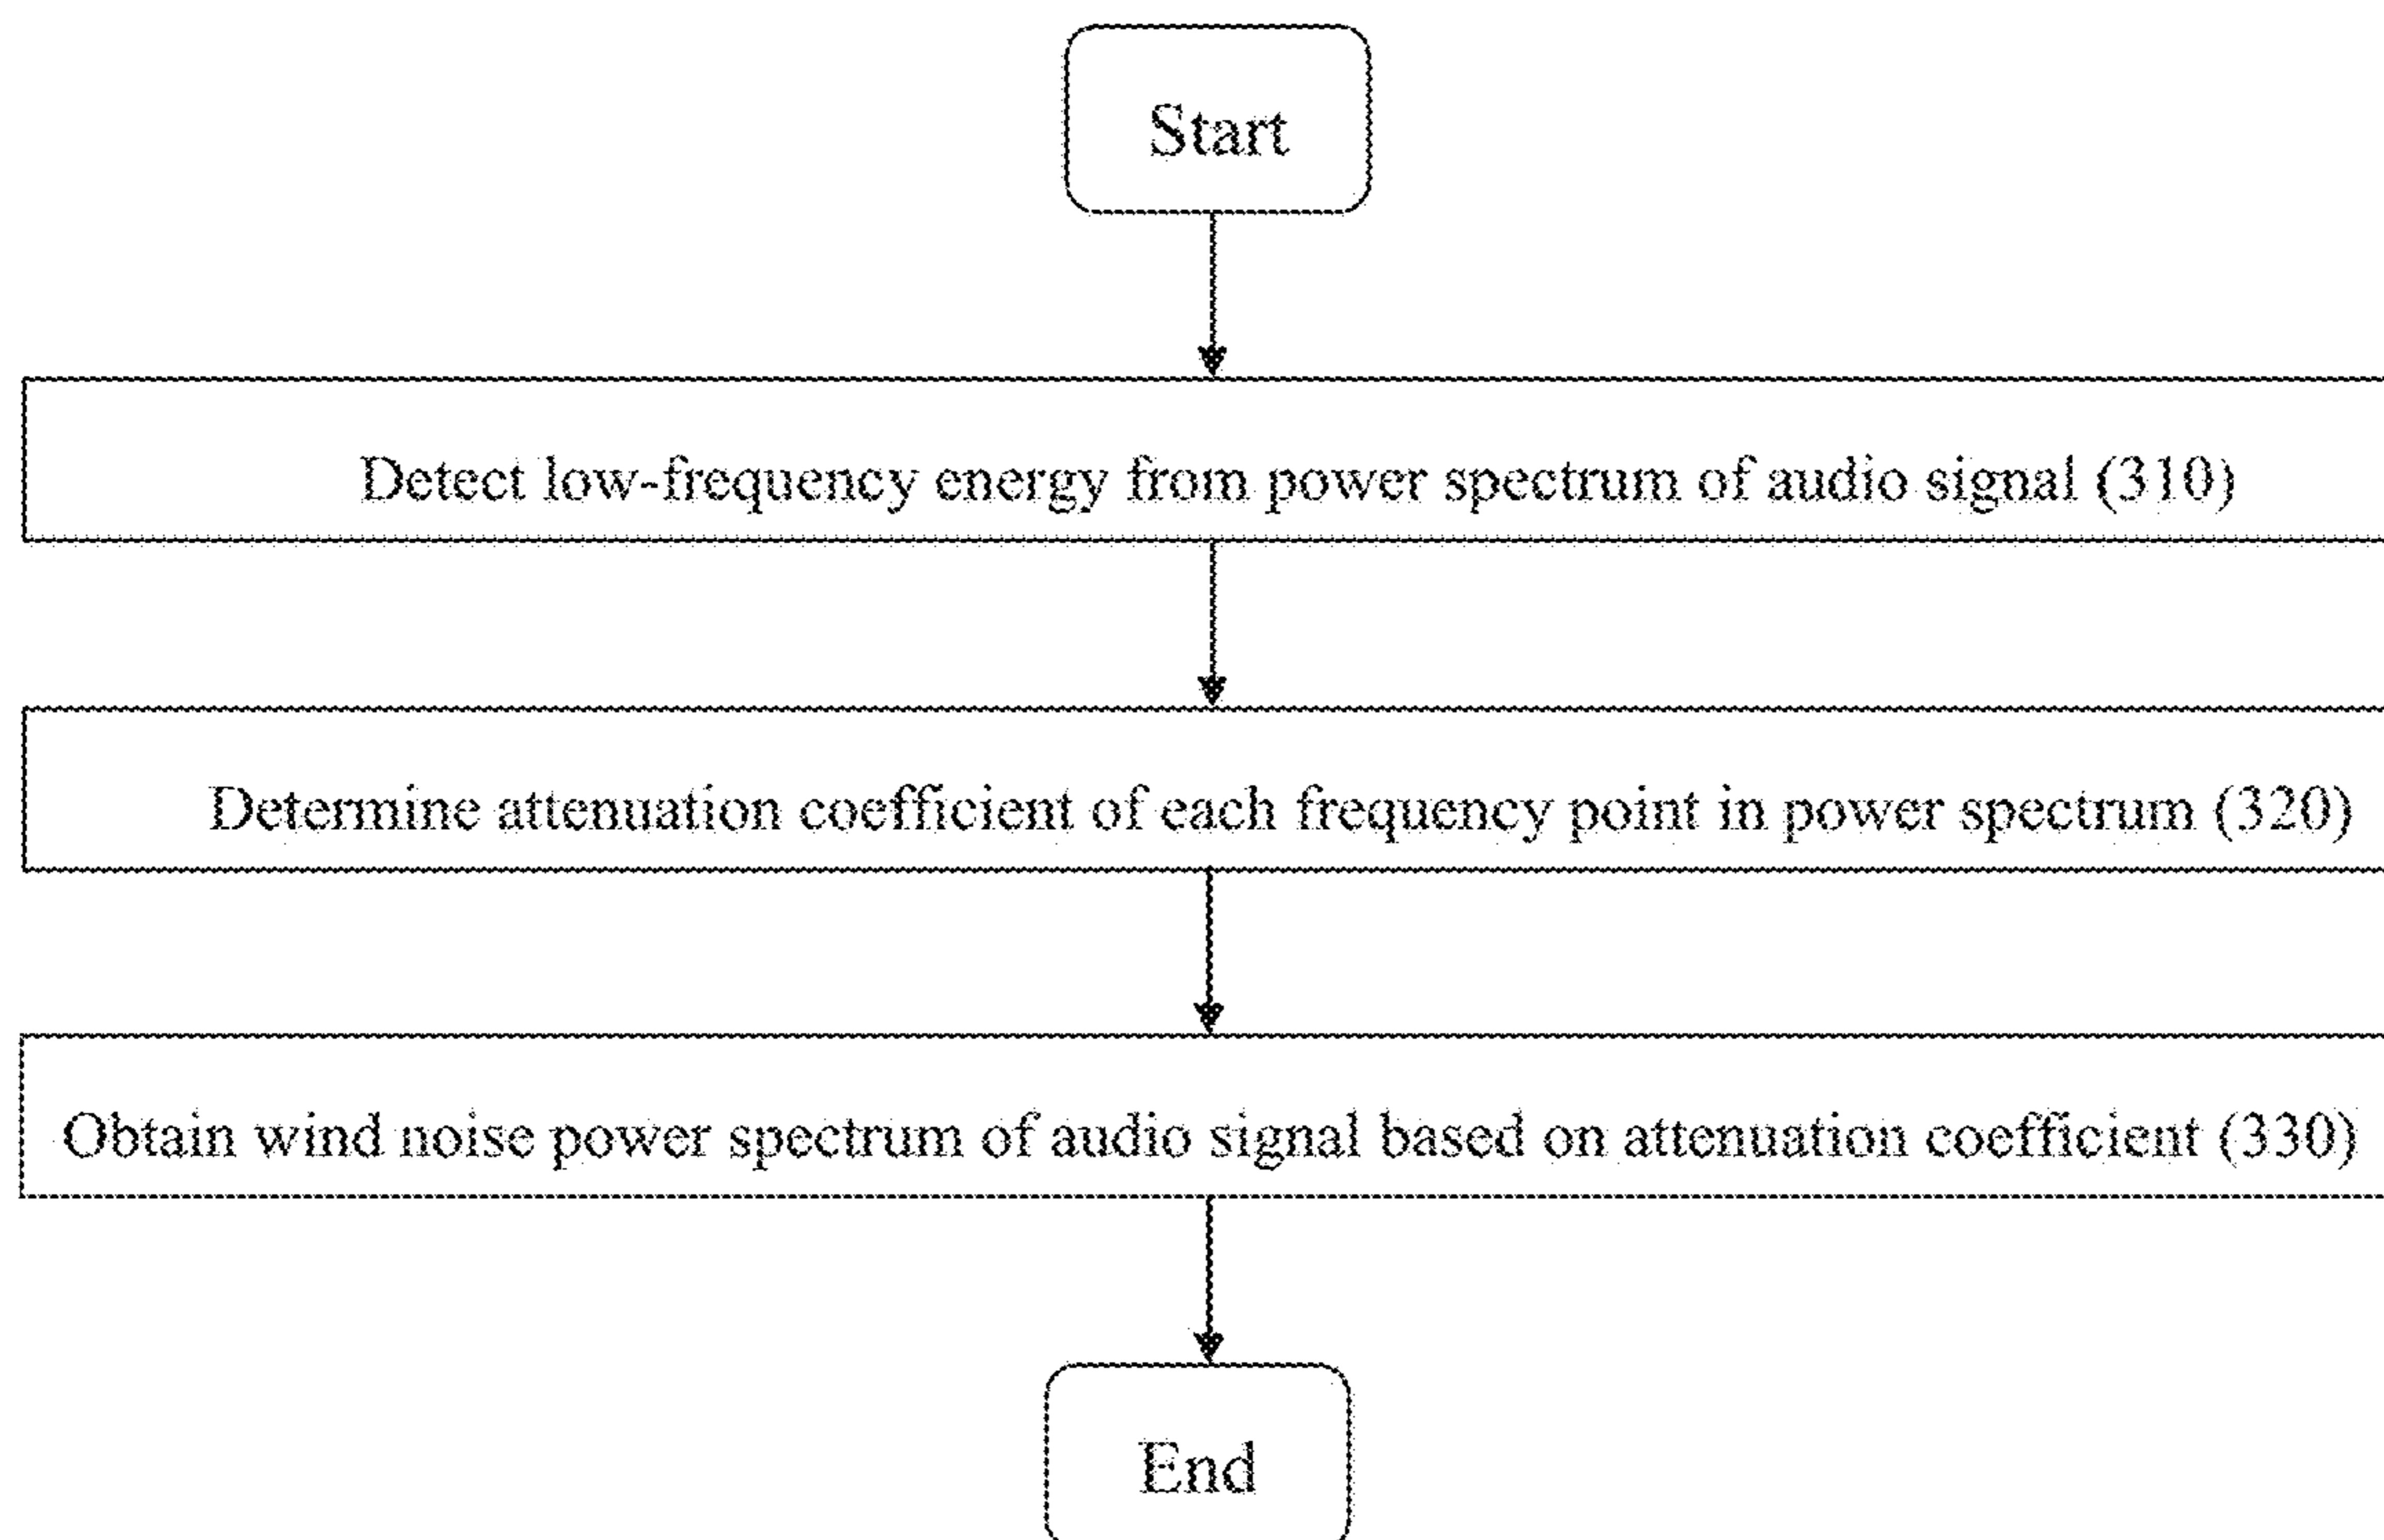 Start
Detect low-frequency energy from power spectrum of audio signal (310)
Determine attenuation coefficient of each frequency point in power spectrum (320)
Obtain wind noise power spectrum of audio signal based on attenuation coefficient (330)
End